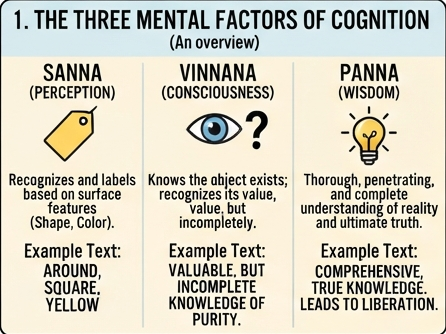 1. THE THREE MENTAL FACTORS OF COGNITION
(An overview)
SANNA
(PERCEPTION)
Recognizes and labels
based on surface
features
(Shape, Color).
Example Text:
AROUND,
SQUARE,
YELLOW
VINNANA
(CONSCIOUSNESS)
?
Knows the object exists;
recognizes its value,
value, but
incompletely.
Example Text:
VALUABLE, BUT
INCOMPLETE
KNOWLEDGE OF
PURITY.
PANNA
(WISDOM)
Thorough, penetrating,
and complete
understanding of reality
and ultimate truth.
Example Text:
COMPREHENSIVE,
TRUE KNOWLEDGE.
LEADS TO LIBERATION.